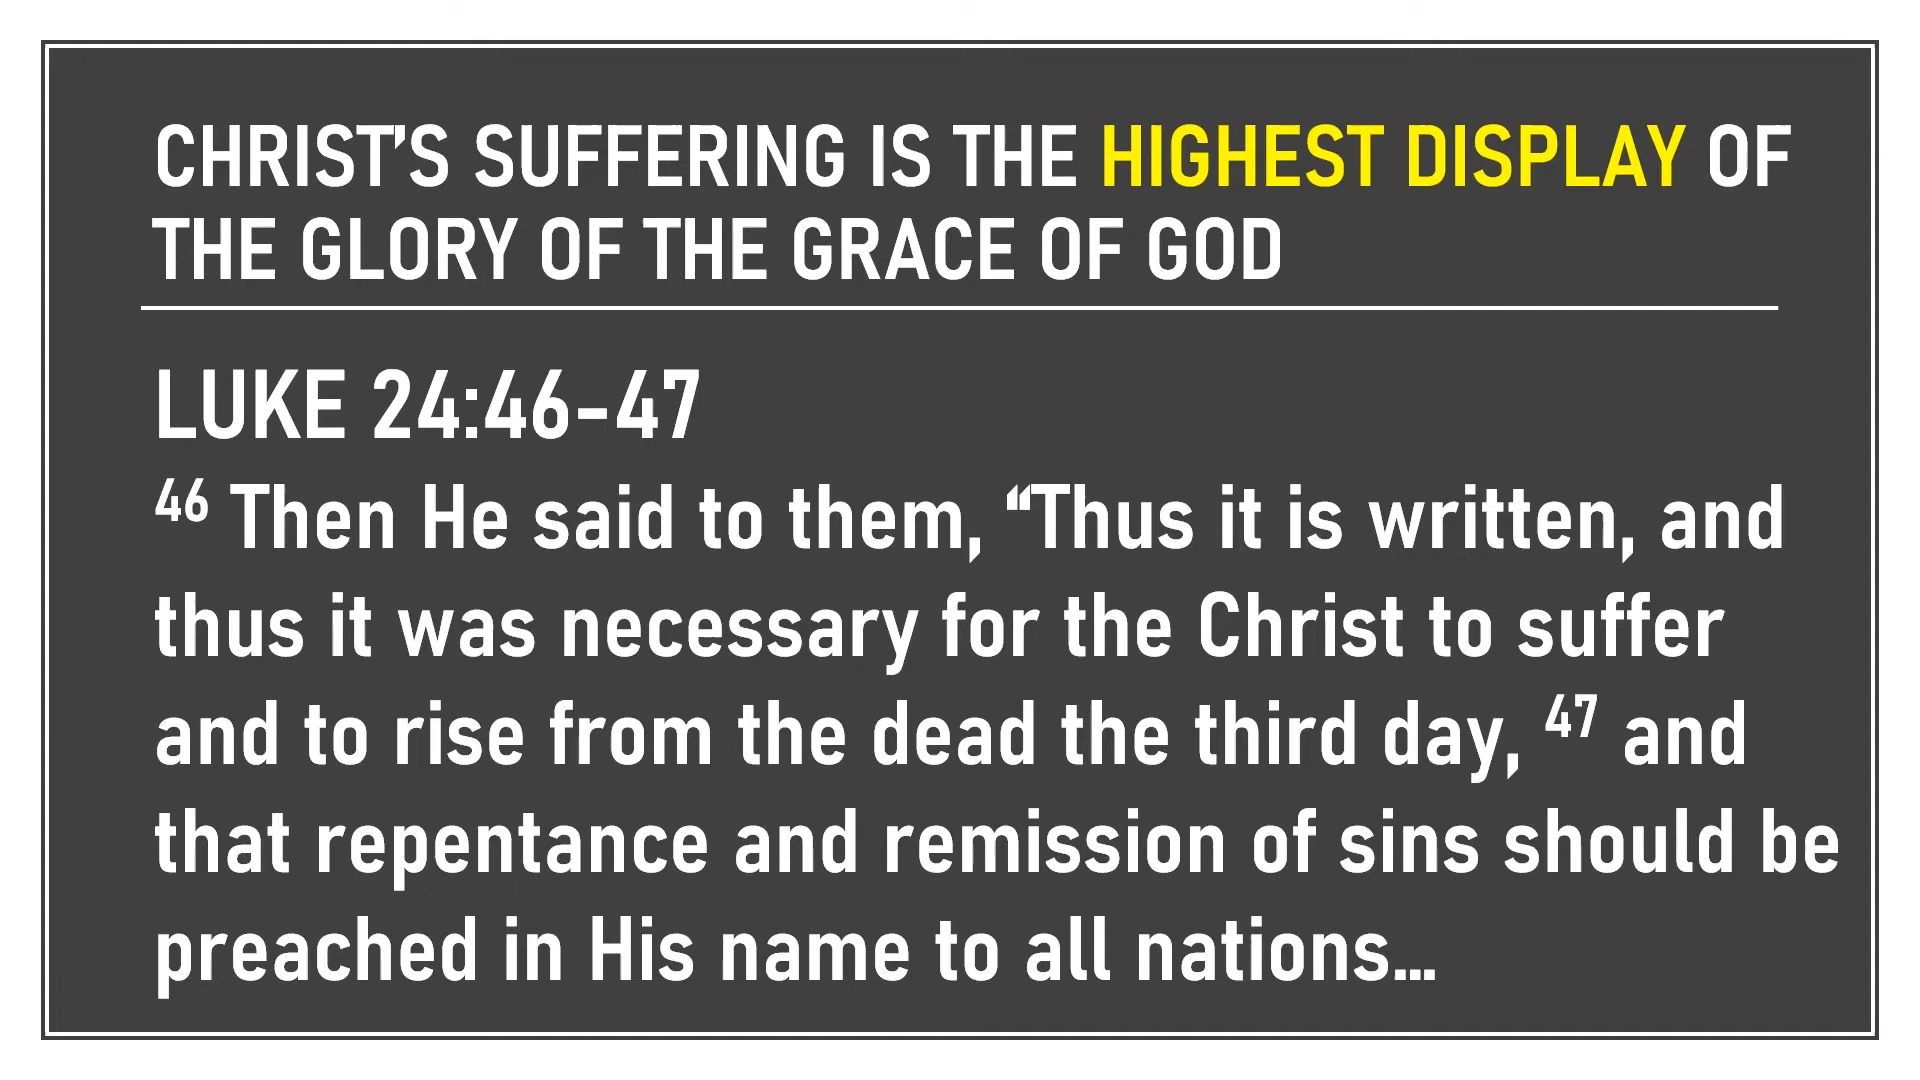 CHRIST’S SUFFERING IS THE HIGHEST DISPLAY OF
THE GLORY OF THE GRACE OF GOD
LUKE 24:46-47
46 Then He said to them, “Thus it is written, and
thus it was necessary for the Christ to suffer
and to rise from the dead the third day, 47 and
that repentance and remission of sins should be
preached in His name to all nations…